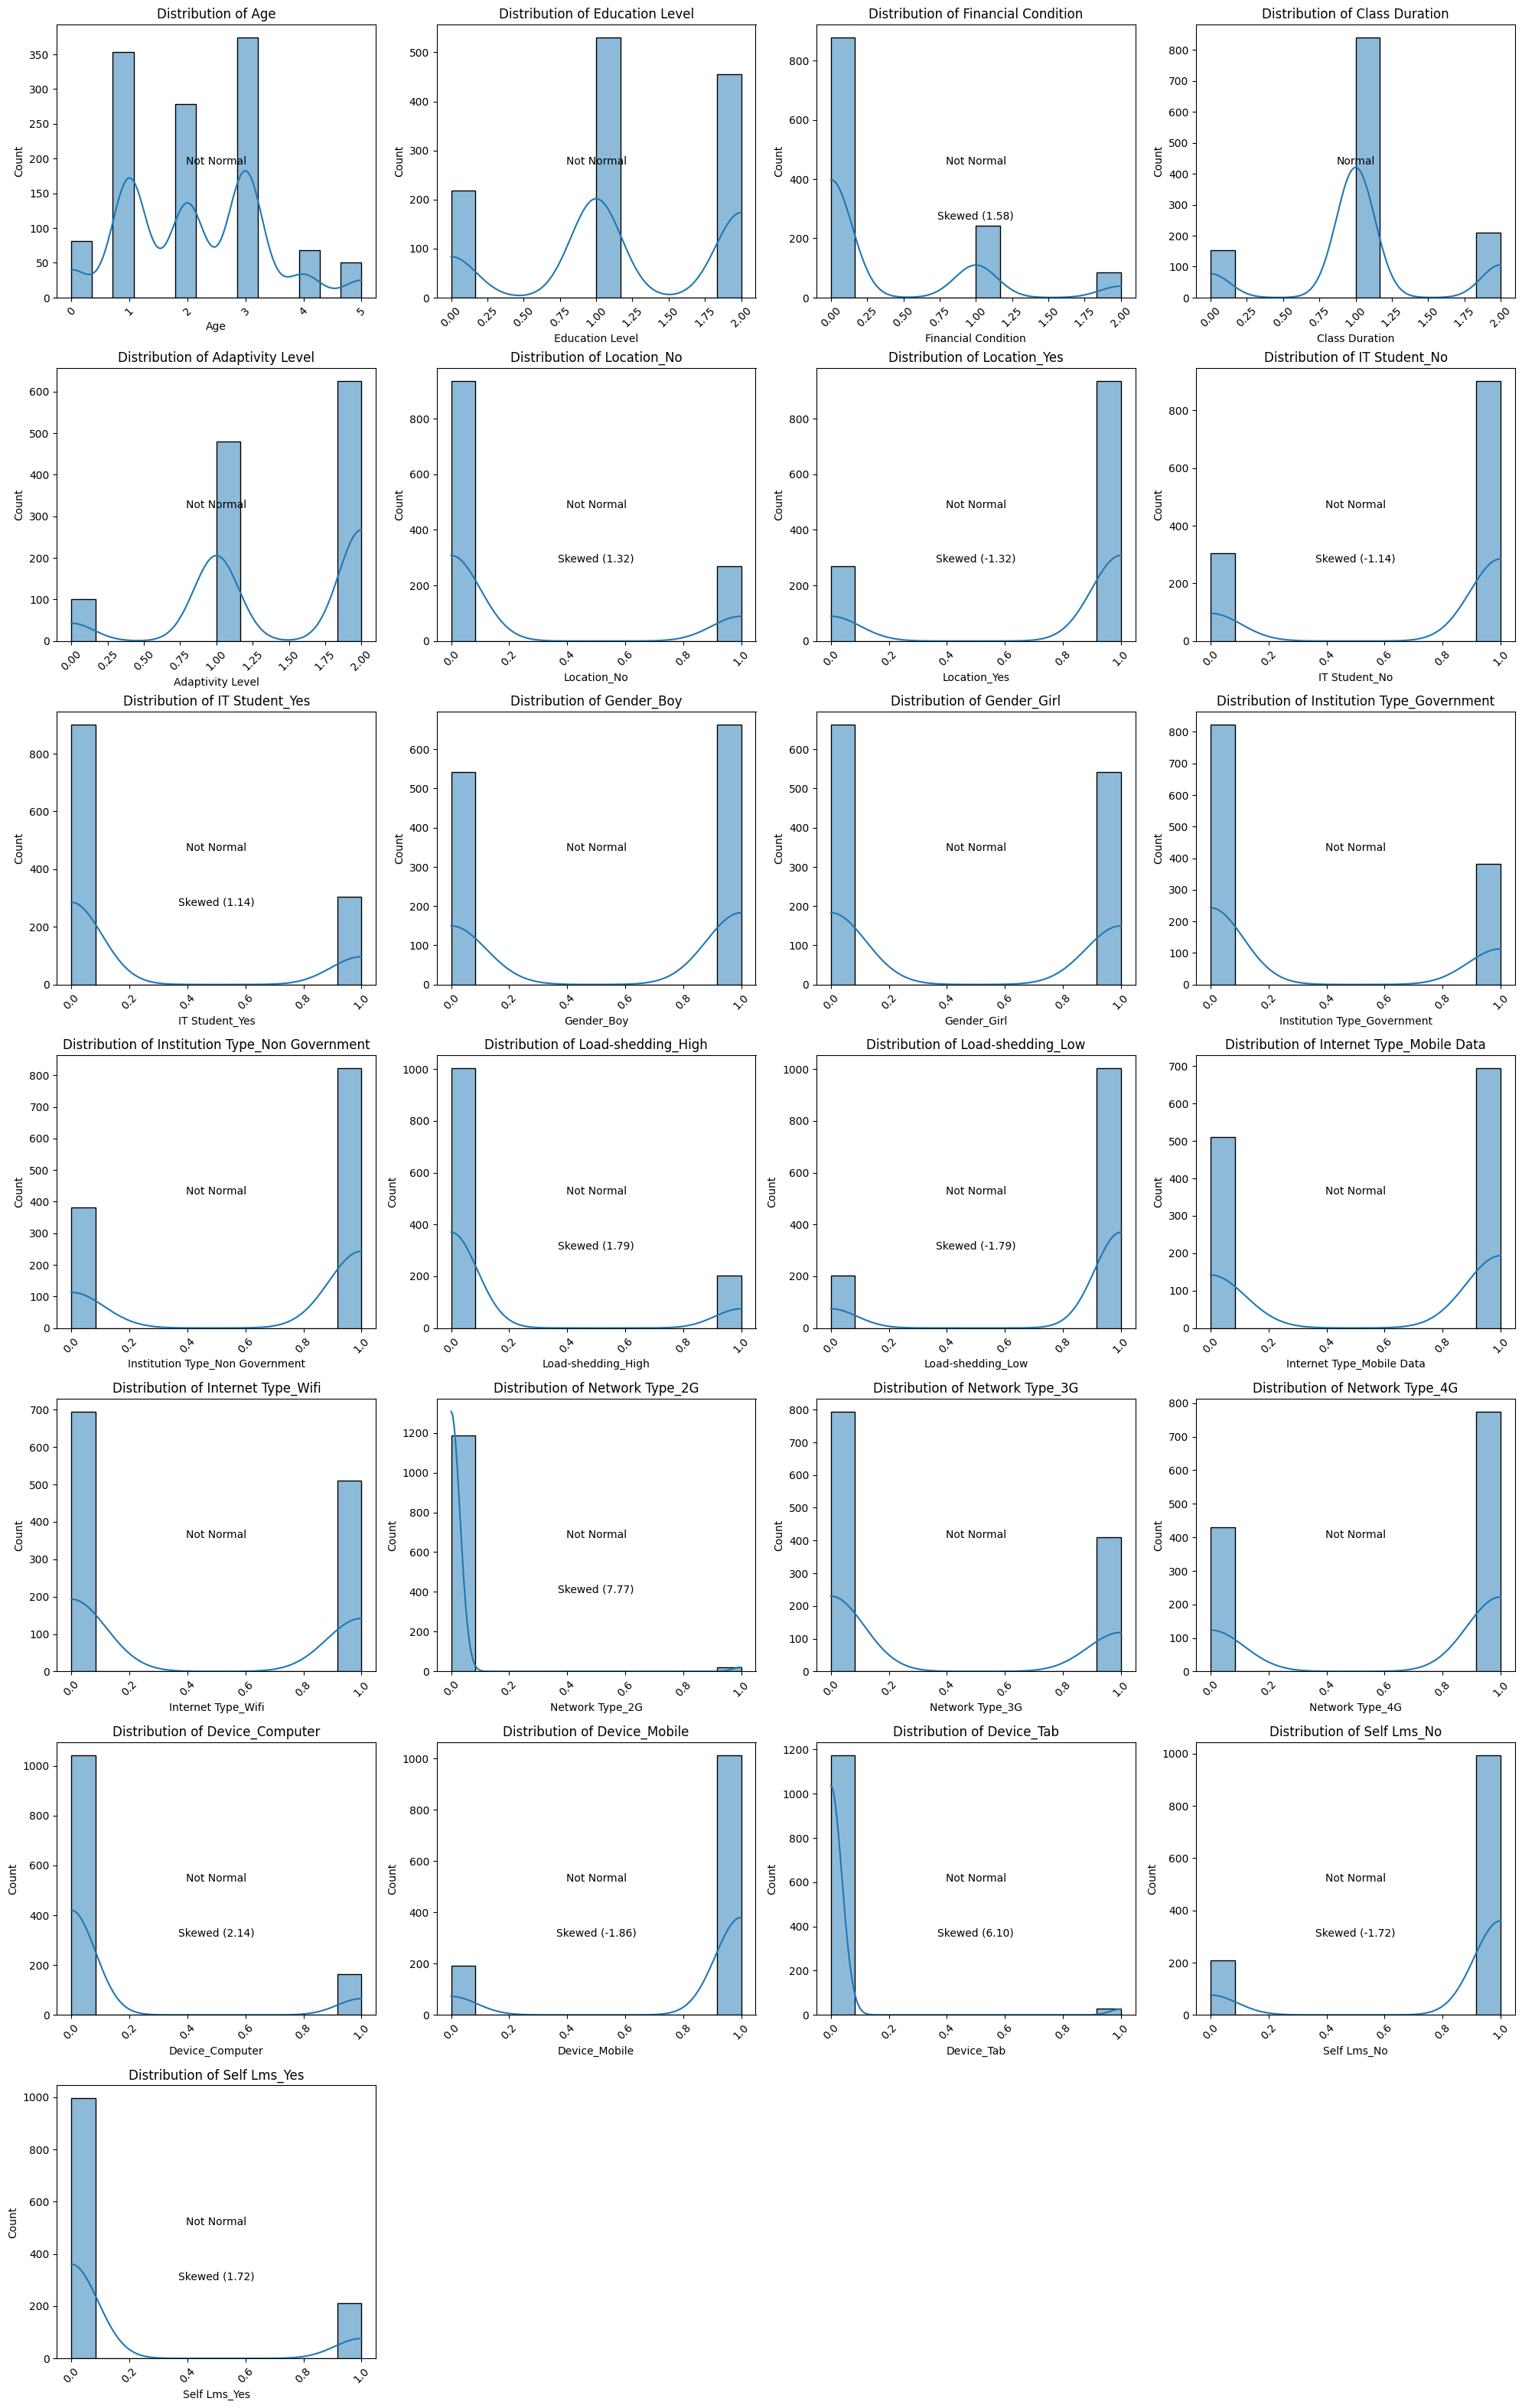 Distribution of Age
Count
350
300
250
200
150
100
50
0
Not Normal
0 1 2 3 4 5
Age
Distribution of Education Level
Count
500
400
300
200
100
0
Not Normal
0.00 0.25 0.50 0.75 1.00 1.25 1.50 1.75 2.00
Education Level
Distribution of Financial Condition
Count
800
600
400
200
0
Not Normal
Skewed (1.58)
0.00 0.25 0.50 0.75 1.00 1.25 1.50 1.75 2.00
Financial Condition
Distribution of Class Duration
Count
800
700
600
500
400
300
200
100
0
Normal
0.00 0.25 0.50 0.75 1.00 1.25 1.50 1.75 2.00
Class Duration
Distribution of Adaptivity Level
Count
600
500
400
300
200
100
0
Not Normal
0.00 0.25 0.50 0.75 1.00 1.25 1.50 1.75 2.00
Adaptivity Level
Distribution of Location_No
Count
800
600
400
200
0
Not Normal
Skewed (1.32)
0.0 0.2 0.4 0.6 0.8 1.0
Location_No
Distribution of Location_Yes
Count
800
600
400
200
0
Not Normal
Skewed (-1.32)
0.0 0.2 0.4 0.6 0.8 1.0
Location_Yes
Distribution of IT Student_No
Count
800
600
400
200
0
Not Normal
Skewed (-1.14)
0.0 0.2 0.4 0.6 0.8 1.0
IT Student_No
Distribution of IT Student_Yes
Count
800
600
400
200
0
Not Normal
Skewed (1.14)
0.0 0.2 0.4 0.6 0.8 1.0
IT Student_Yes
Distribution of Gender_Boy
Count
600
500
400
300
200
100
0
Not Normal
0.0 0.2 0.4 0.6 0.8 1.0
Gender_Boy
Distribution of Gender_Girl
Count
600
500
400
300
200
100
0
Not Normal
0.0 0.2 0.4 0.6 0.8 1.0
Gender_Girl
Distribution of Institution Type_Government
Count
800
700
600
500
400
300
200
100
0
Not Normal
0.0 0.2 0.4 0.6 0.8 1.0
Institution Type_Government
Distribution of Institution Type_Non Government
Count
800
700
600
500
400
300
200
100
0
Not Normal
0.0 0.2 0.4 0.6 0.8 1.0
Institution Type_Non Government
Distribution of Load-shedding_High
Count
1000
800
600
400
200
0
Not Normal
Skewed (1.79)
0.0 0.2 0.4 0.6 0.8 1.0
Load-shedding_High
Distribution of Load-shedding_Low
Count
1000
800
600
400
200
0
Not Normal
Skewed (-1.79)
0.0 0.2 0.4 0.6 0.8 1.0
Load-shedding_Low
Distribution of Internet Type_Mobile Data
Count
700
600
500
400
300
200
100
0
Not Normal
0.0 0.2 0.4 0.6 0.8 1.0
Internet Type_Mobile Data
Distribution of Internet Type_Wifi
Count
700
600
500
400
300
200
100
0
Not Normal
0.0 0.2 0.4 0.6 0.8 1.0
Internet Type_Wifi
Distribution of Network Type_2G
Count
1200
1000
800
600
400
200
0
Not Normal
Skewed (7.77)
0.0 0.2 0.4 0.6 0.8 1.0
Network Type_2G
Distribution of Network Type_3G
Count
800
700
600
500
400
300
200
100
0
Not Normal
0.0 0.2 0.4 0.6 0.8 1.0
Network Type_3G
Distribution of Network Type_4G
Count
800
700
600
500
400
300
200
100
0
Not Normal
0.0 0.2 0.4 0.6 0.8 1.0
Network Type_4G
Distribution of Device_Computer
Count
1000
800
600
400
200
0
Not Normal
Skewed (2.14)
0.0 0.2 0.4 0.6 0.8 1.0
Device_Computer
Distribution of Device_Mobile
Count
1000
800
600
400
200
0
Not Normal
Skewed (-1.86)
0.0 0.2 0.4 0.6 0.8 1.0
Device_Mobile
Distribution of Device_Tab
Count
1200
1000
800
600
400
200
0
Not Normal
Skewed (6.10)
0.0 0.2 0.4 0.6 0.8 1.0
Device_Tab
Distribution of Self Lms_No
Count
1000
800
600
400
200
0
Not Normal
Skewed (-1.72)
0.0 0.2 0.4 0.6 0.8 1.0
Self Lms_No
Distribution of Self Lms_Yes
Count
1000
800
600
400
200
0
Not Normal
Skewed (1.72)
0.0 0.2 0.4 0.6 0.8 1.0
Self Lms_Yes